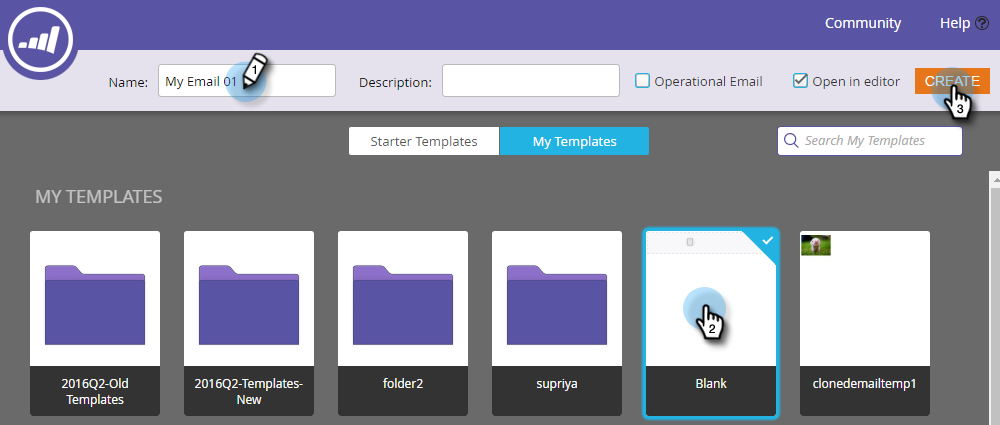 Community Help ?
Name: My Email 01 1 Description: Operational Email Open in editor CREATE
3
Starter Templates My Templates Search My Templates
MY TEMPLATES
2
2016Q2-Old
Templates
2016Q2-Templates-
New
folder2
supriya
Blank
clonedemailtemp1